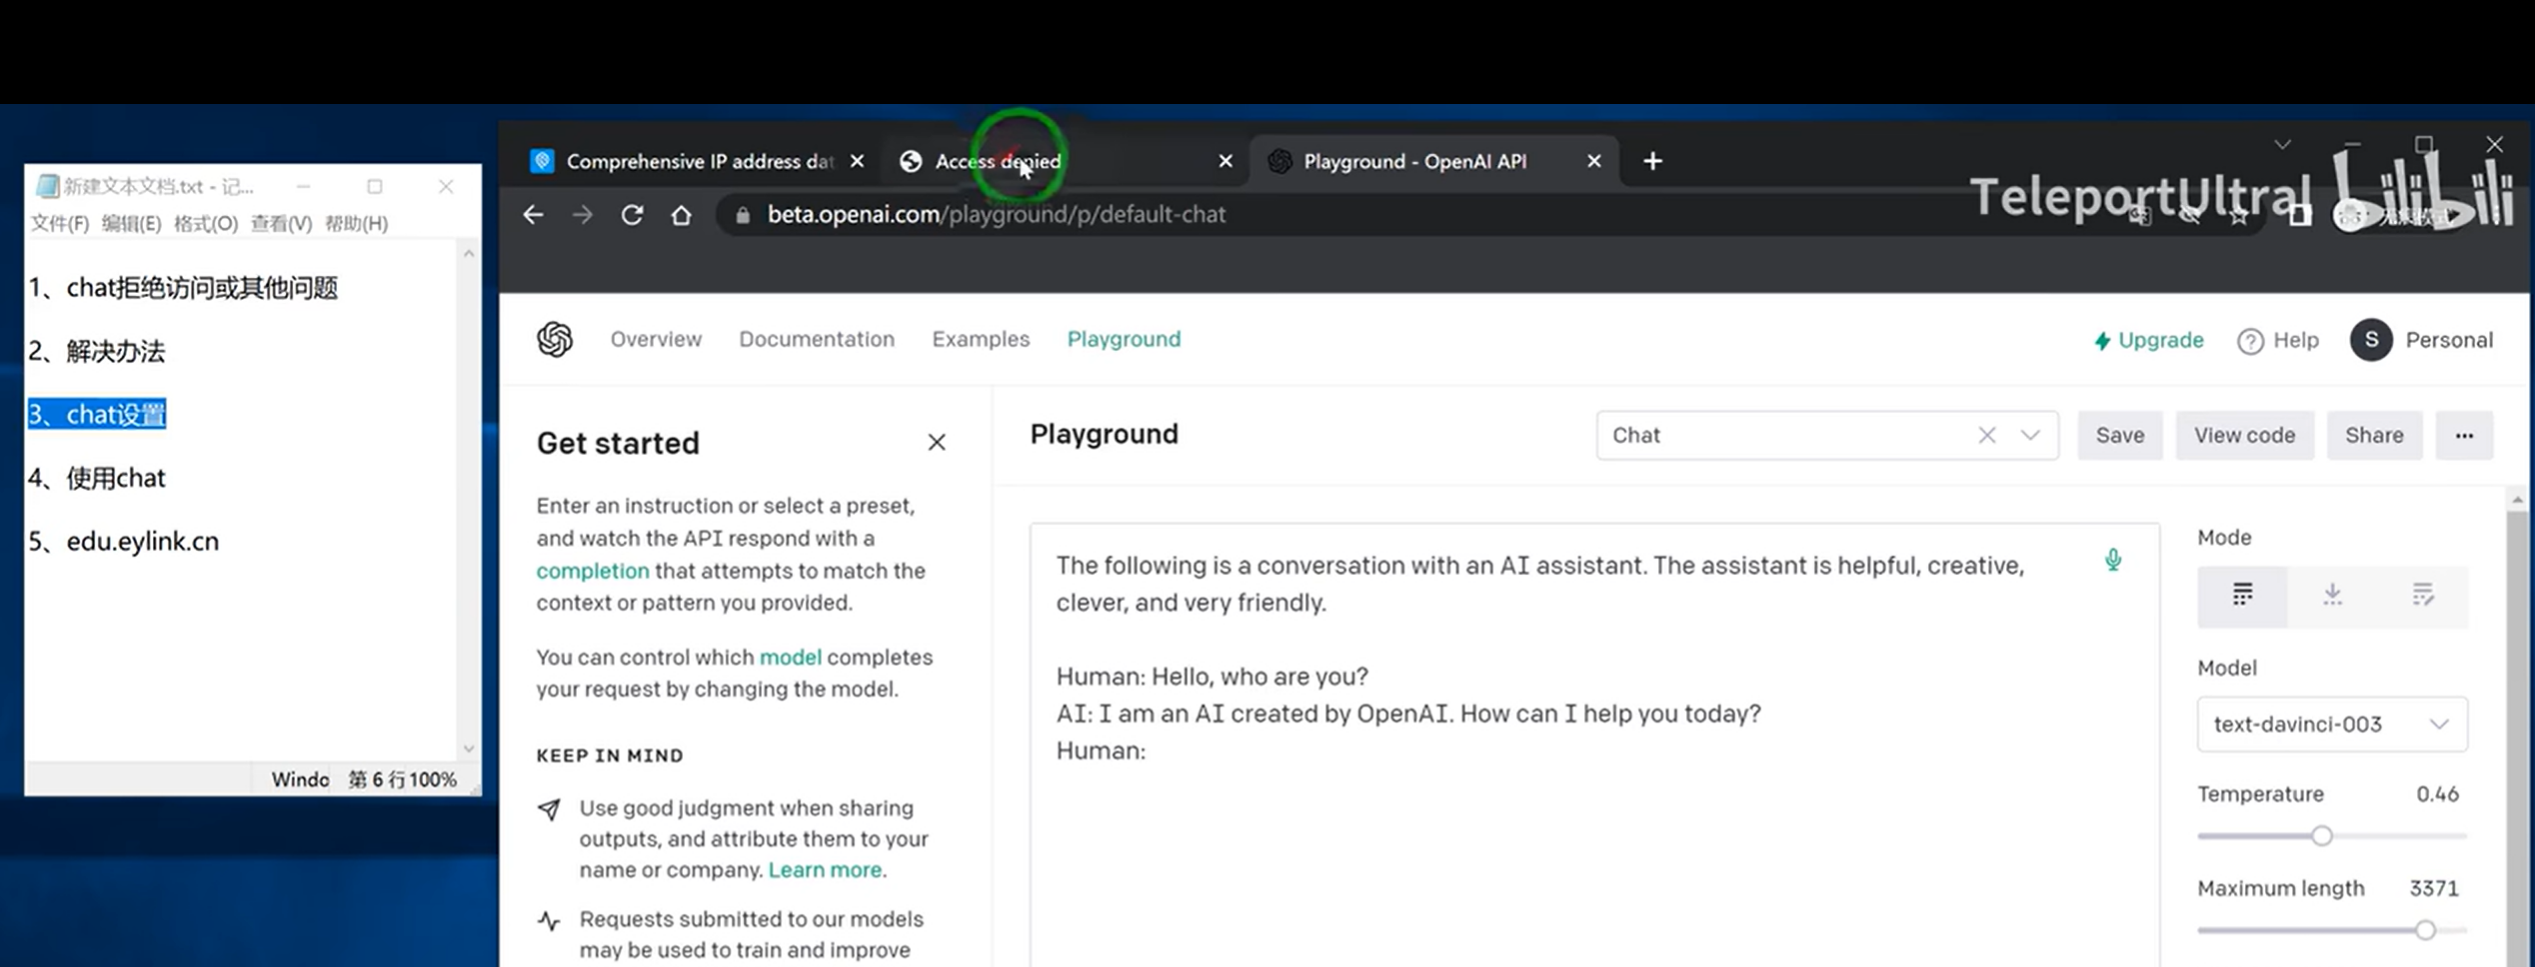 Comprehensive IP address dat
Access denied
Playground - OpenAI API
TeleportUltral bilibili
beta.openai.com/playground/p/default-chat
新建文本文档.txt - 记...
文件(F) 编辑(E) 格式(O) 查看(V) 帮助(H)
1、chat拒绝访问或其他问题
2、解决办法
3、chat设置
4、使用chat
5、edu.eylink.cn
Windo 第 6 行 100%
Overview Documentation Examples Playground
Upgrade Help S Personal
Get started
Enter an instruction or select a preset,
and watch the API respond with a
completion that attempts to match the
context or pattern you provided.
You can control which model completes
your request by changing the model.
KEEP IN MIND
Use good judgment when sharing
outputs, and attribute them to your
name or company. Learn more.
Requests submitted to our models
may be used to train and improve
Playground
Chat
Save View code Share ...
The following is a conversation with an AI assistant. The assistant is helpful, creative,
clever, and very friendly.
Human: Hello, who are you?
AI: I am an AI created by OpenAI. How can I help you today?
Human:
Mode
Model
text-davinci-003
Temperature 0.46
Maximum length 3371